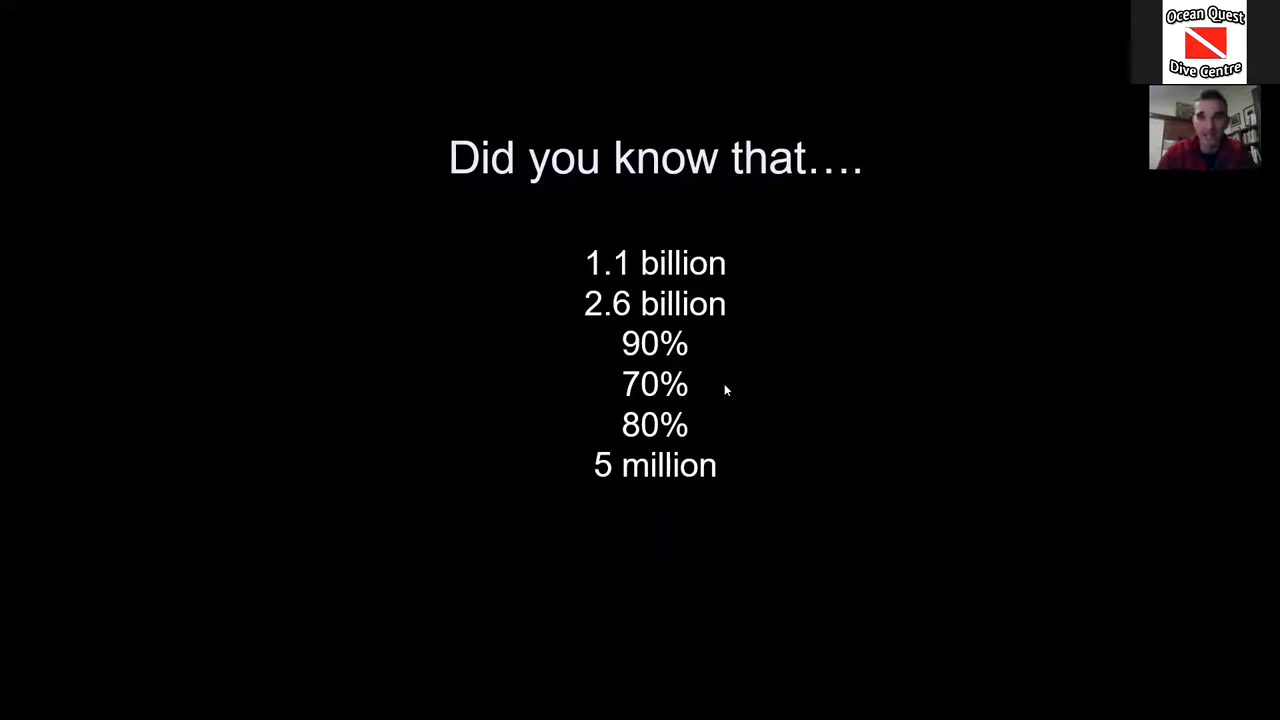 Ocean Quest
Dive Centre
Did you know that….
1.1 billion
2.6 billion
90%
70%
80%
5 million